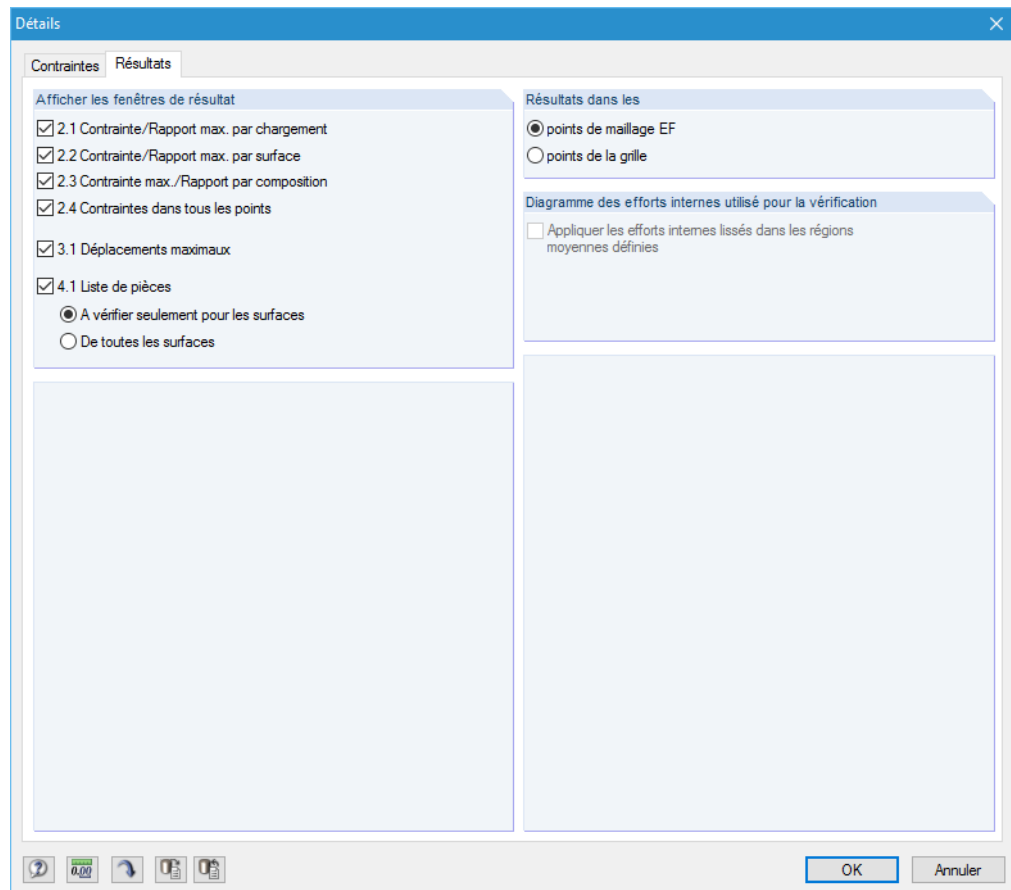 Détails
Contraintes
Résultats
Afficher les fenêtres de résultat
2.1 Contrainte/Rapport max. par chargement
2.2 Contrainte/Rapport max. par surface
2.3 Contrainte max./Rapport par composition
2.4 Contraintes dans tous les points
3.1 Déplacements maximaux
4.1 Liste de pièces
A vérifier seulement pour les surfaces
De toutes les surfaces
Résultats dans les
points de maillage EF
points de la grille
Diagramme des efforts internes utilisé pour la vérification
Appliquer les efforts internes lissés dans les régions
moyennes définies
0.00
OK
Annuler